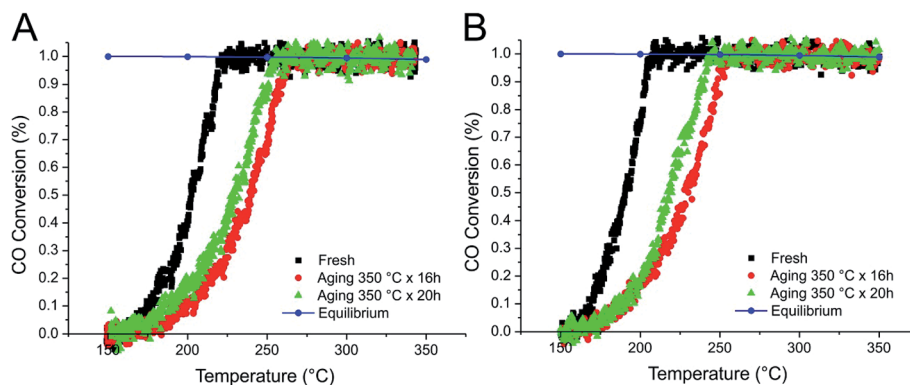 A
CO Conversion (%)
1.0
0.9
0.8
0.7
0.6
0.5
0.4
0.3
0.2
0.1
0.0
Fresh
Aging 350 °C x 16h
Aging 350 °C x 20h
Equilibrium
150 200 250 300 350
Temperature (°C)
B
CO Conversion (%)
1.0
0.9
0.8
0.7
0.6
0.5
0.4
0.3
0.2
0.1
0.0
Fresh
Aging 350 °C x 16h
Aging 350 °C x 20h
Equilibrium
150 200 250 300 350
Temperature (°C)